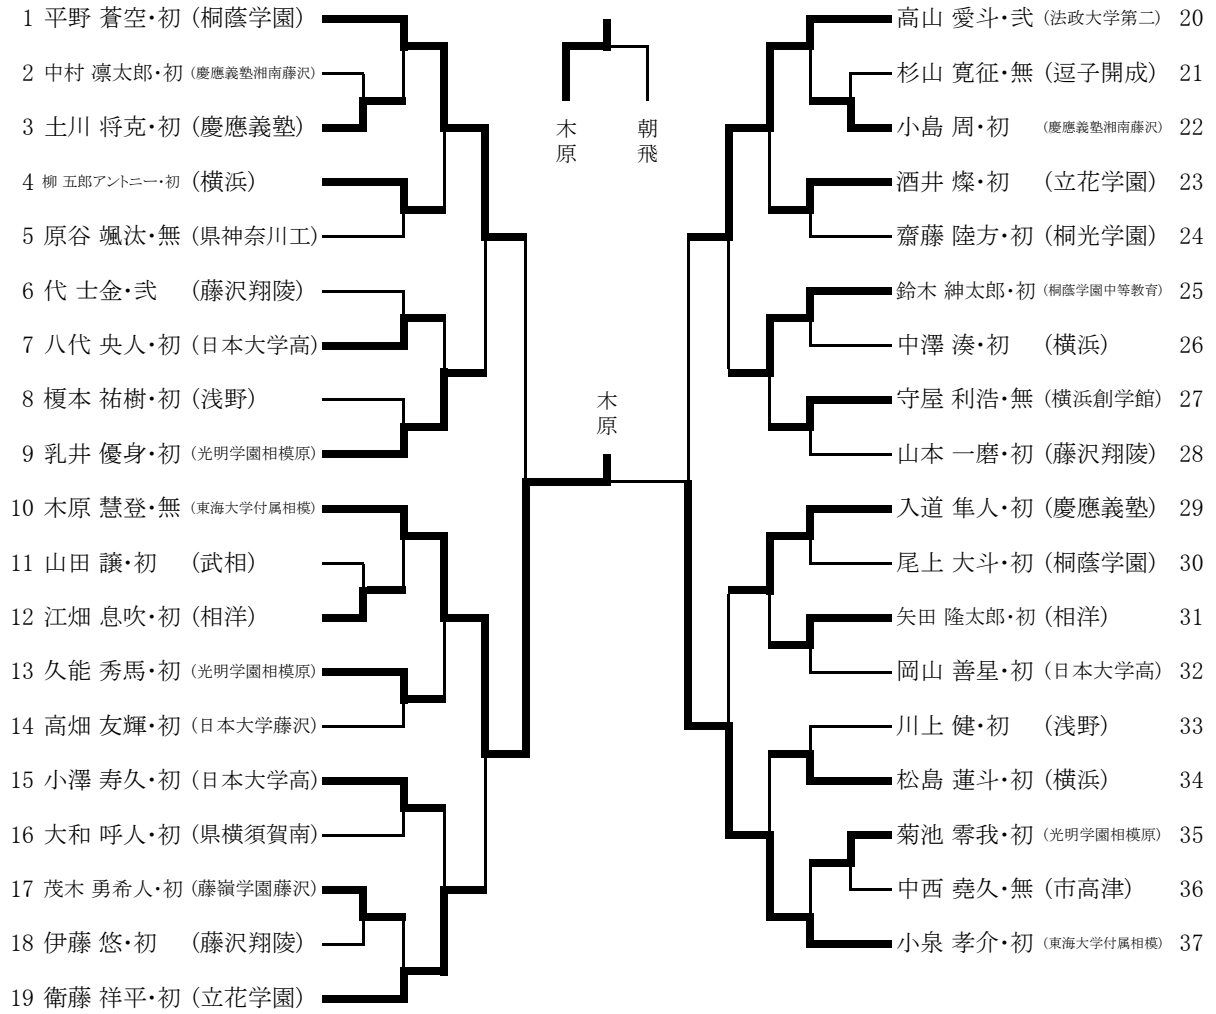 1 平野 蒼空・初 (桐蔭学園)
2 中村 凛太郎・初 (慶應義塾湘南藤沢)
3 土川 将克・初 (慶應義塾)
4 柳 五郎アントニー・初 (横浜)
5 原谷 颯汰・無 (県神奈川工)
6 代 士金・弐 (藤沢翔陵)
7 八代 央人・初 (日本大学高)
8 榎本 祐樹・初 (浅野)
9 乳井 優身・初 (光明学園相模原)
10 木原 慧登・無 (東海大学付属相模)
11 山田 譲・初 (武相)
12 江畑 息吹・初 (相洋)
13 久能 秀馬・初 (光明学園相模原)
14 高畑 友輝・初 (日本大学藤沢)
15 小澤 寿久・初 (日本大学高)
16 大和 呼人・初 (県横須賀南)
17 茂木 勇希人・初 (藤嶺学園藤沢)
18 伊藤 悠・初 (藤沢翔陵)
19 衛藤 祥平・初 (立花学園)
木原
朝飛
木原
高山 愛斗・弐 (法政大学第二) 20
杉山 寛征・無 (逗子開成) 21
小島 周・初 (慶應義塾湘南藤沢) 22
酒井 燦・初 (立花学園) 23
齋藤 陸方・初 (桐光学園) 24
鈴木 紳太郎・初 (桐蔭学園中等教育) 25
中澤 湊・初 (横浜) 26
守屋 利浩・無 (横浜創学館) 27
山本 一磨・初 (藤沢翔陵) 28
入道 隼人・初 (慶應義塾) 29
尾上 大斗・初 (桐蔭学園) 30
矢田 隆太郎・初 (相洋) 31
岡山 善星・初 (日本大学高) 32
川上 健・初 (浅野) 33
松島 蓮斗・初 (横浜) 34
菊池 零我・初 (光明学園相模原) 35
中西 堯久・無 (市高津) 36
小泉 孝介・初 (東海大学付属相模) 37